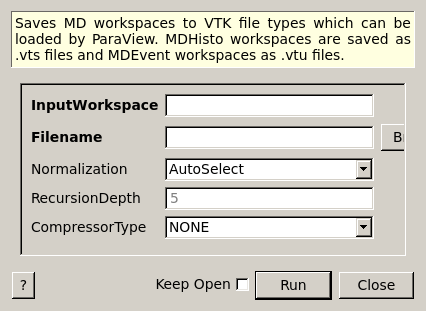 Saves MD workspaces to VTK file types which can be
loaded by ParaView. MDHisto workspaces are saved as
.vts files and MDEvent workspaces as .vtu files.
InputWorkspace
Filename
B
Normalization AutoSelect
RecursionDepth 5
CompressorType NONE
? Keep Open Run Close